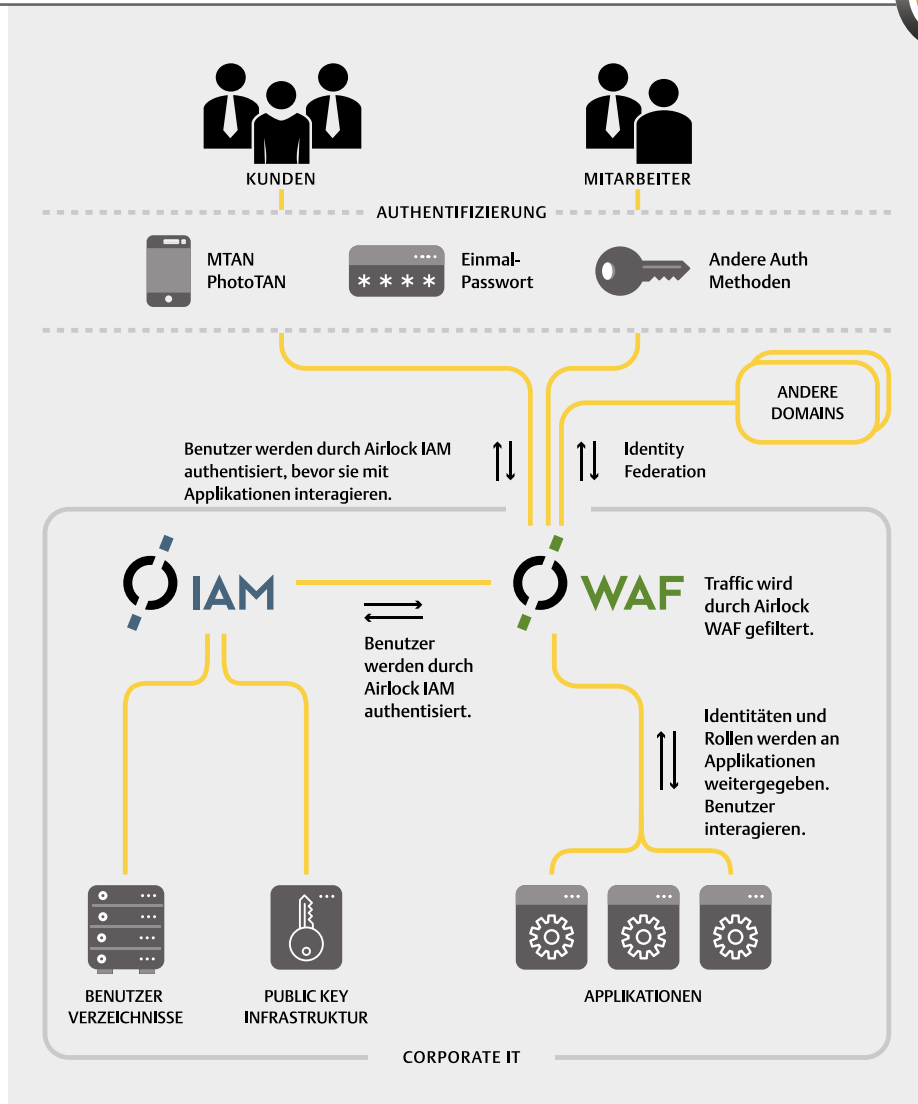 KUNDEN
MITARBEITER
AUTHENTIFIZIERUNG
MTAN
PhotoTAN
* * * *
Einmal-
Passwort
Andere Auth
Methoden
ANDERE
DOMAINS
Benutzer werden durch Airlock IAM
authentisiert, bevor sie mit
Applikationen interagieren.
Identity
Federation
IAM
WAF
Traffic wird
durch Airlock
WAF gefiltert.
Benutzer
werden durch
Airlock IAM
authentisiert.
Identitäten und
Rollen werden an
Applikationen
weitergegeben.
Benutzer
interagieren.
BENUTZER
VERZEICHNISSE
PUBLIC KEY
INFRASTRUKTUR
APPLIKATIONEN
CORPORATE IT